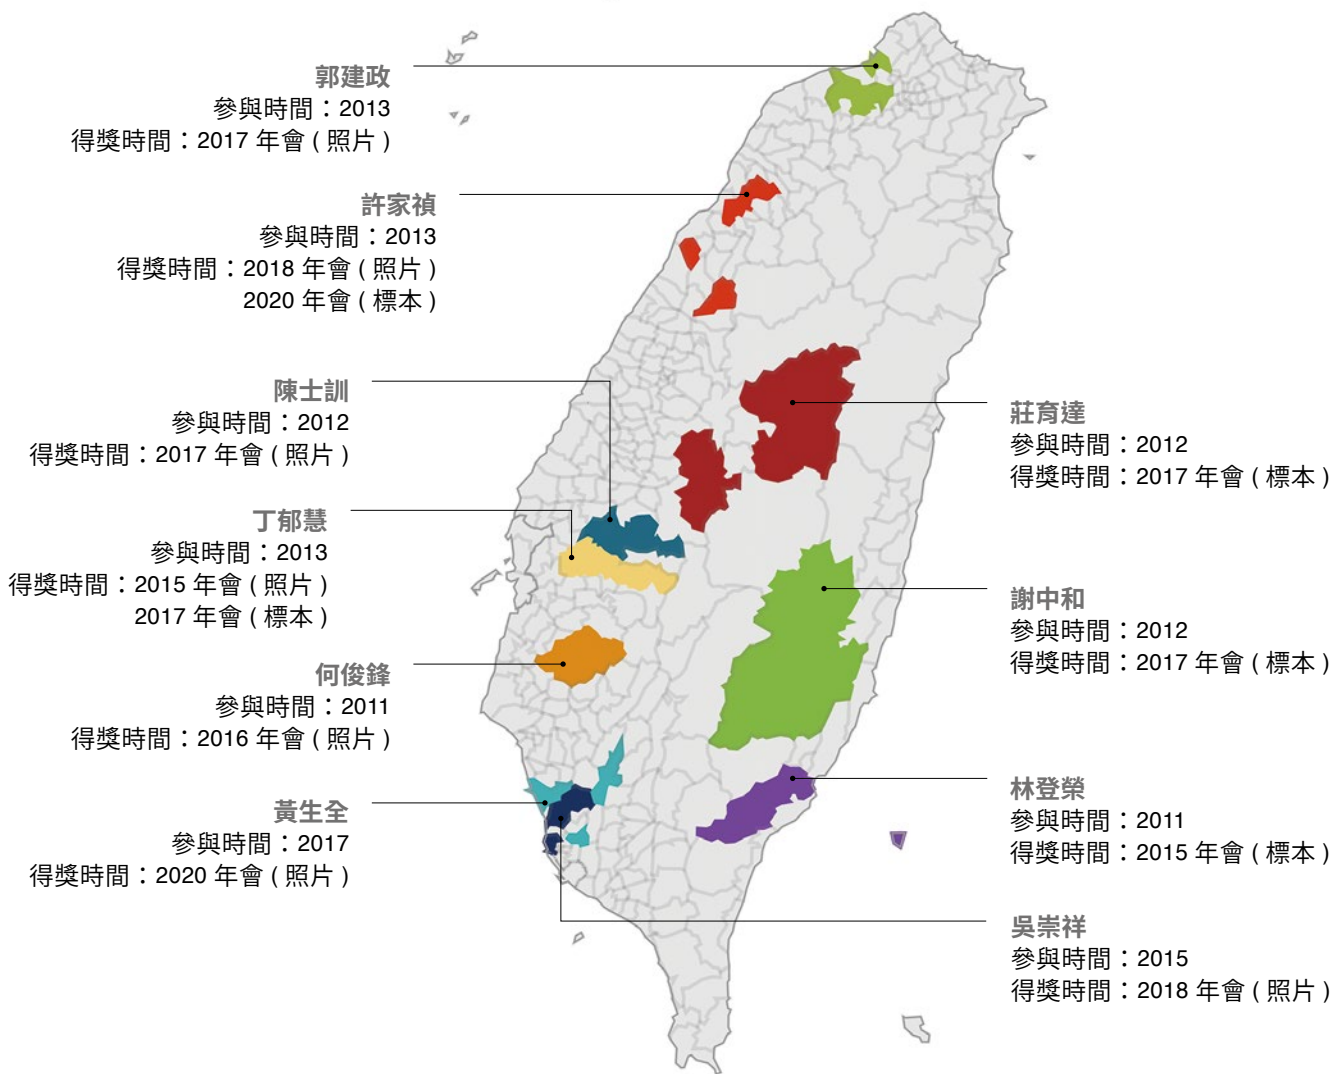 郭建政
參與時間：2013
得獎時間：2017 年會 ( 照片 )
許家禎
參與時間：2013
得獎時間：2018 年會 ( 照片 )
2020 年會 ( 標本 )
陳士訓
參與時間：2012
得獎時間：2017 年會 ( 照片 )
丁郁慧
參與時間：2013
得獎時間：2015 年會 ( 照片 )
2017 年會 ( 標本 )
何俊鋒
參與時間：2011
得獎時間：2016 年會 ( 照片 )
黃生全
參與時間：2017
得獎時間：2020 年會 ( 照片 )
莊育達
參與時間：2012
得獎時間：2017 年會 ( 標本 )
謝中和
參與時間：2012
得獎時間：2017 年會 ( 標本 )
林登榮
參與時間：2011
得獎時間：2015 年會 ( 標本 )
吳崇祥
參與時間：2015
得獎時間：2018 年會 ( 照片 )